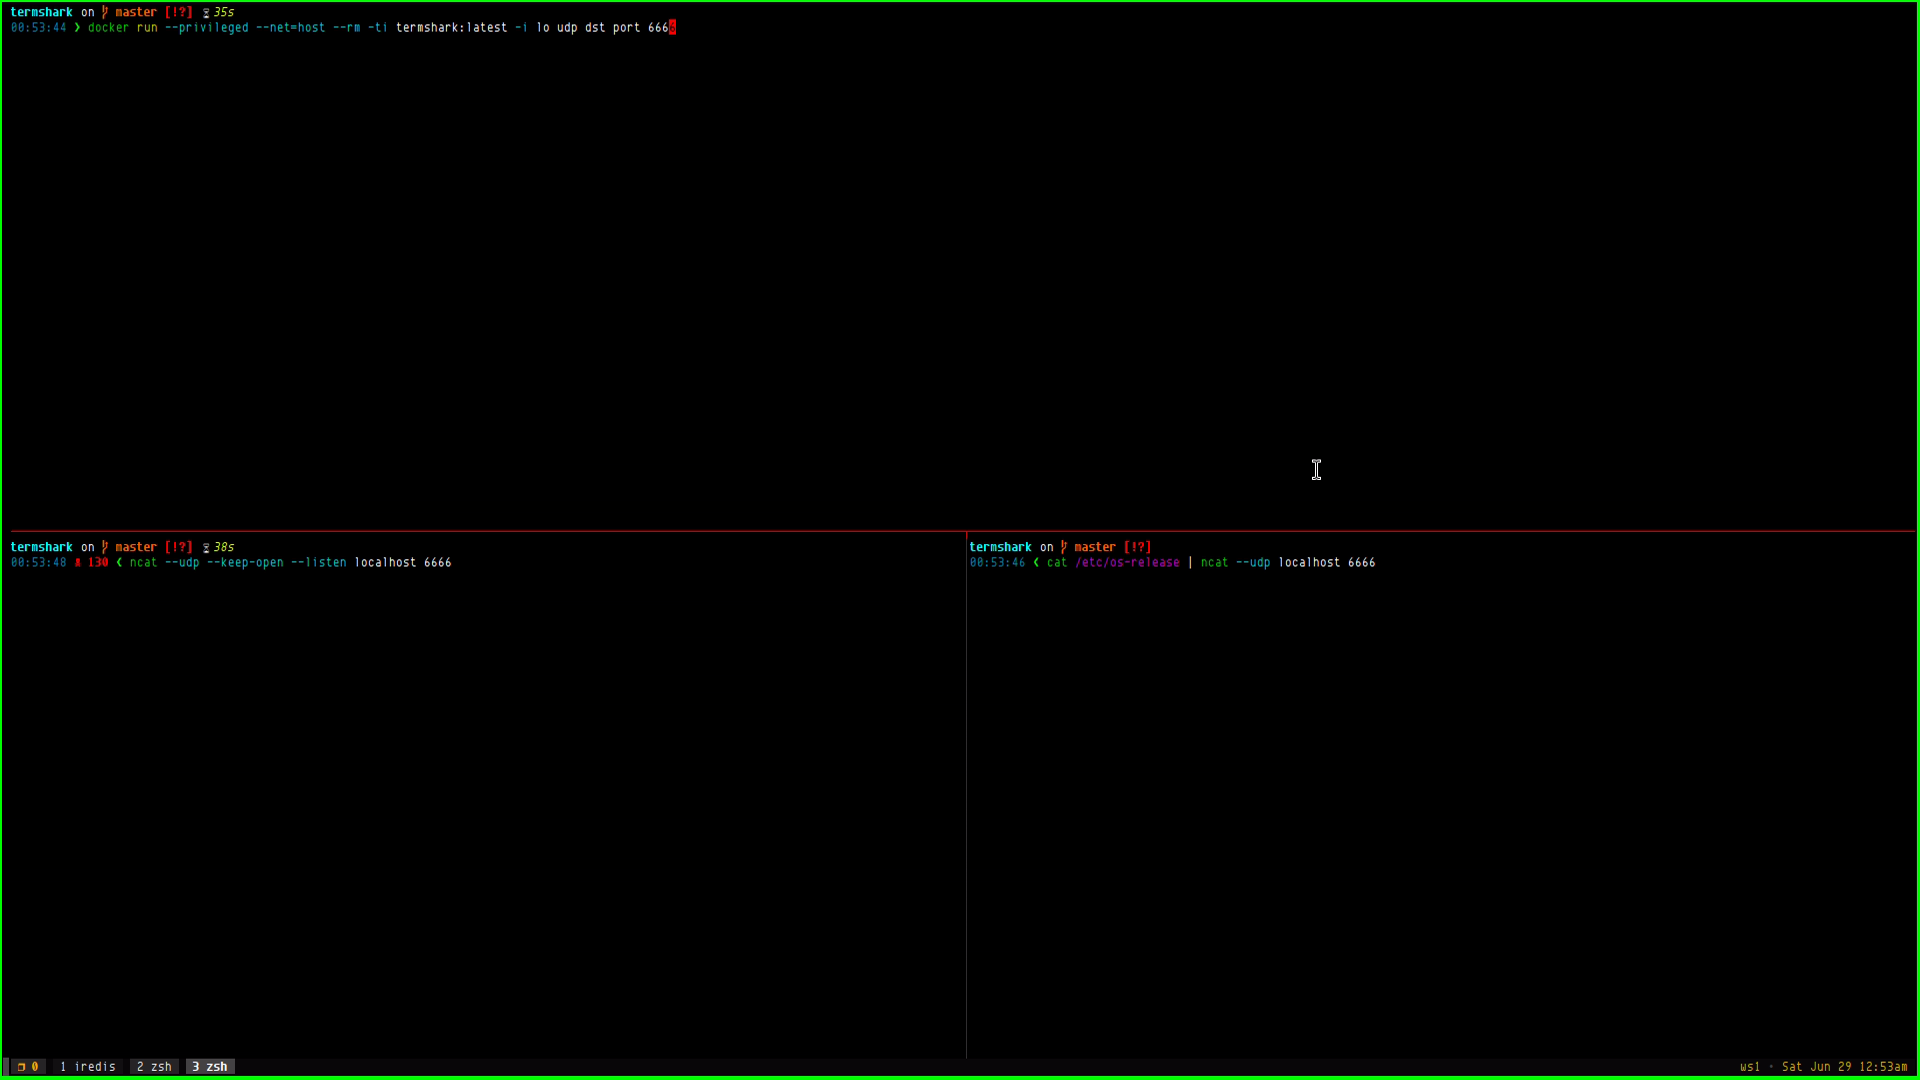 termshark on master [!?] 35s
00:53:44 ❯ docker run --privileged --net=host --rm -ti termshark:latest -i lo udp dst port 6666
termshark on master [!?] 38s
00:53:48 130 ❮ ncat --udp --keep-open --listen localhost 6666
termshark on master [!?]
00:53:46 ❮ cat /etc/os-release | ncat --udp localhost 6666
0 1 iredis 2 zsh 3 zsh
ws1 · Sat Jun 29 12:53am